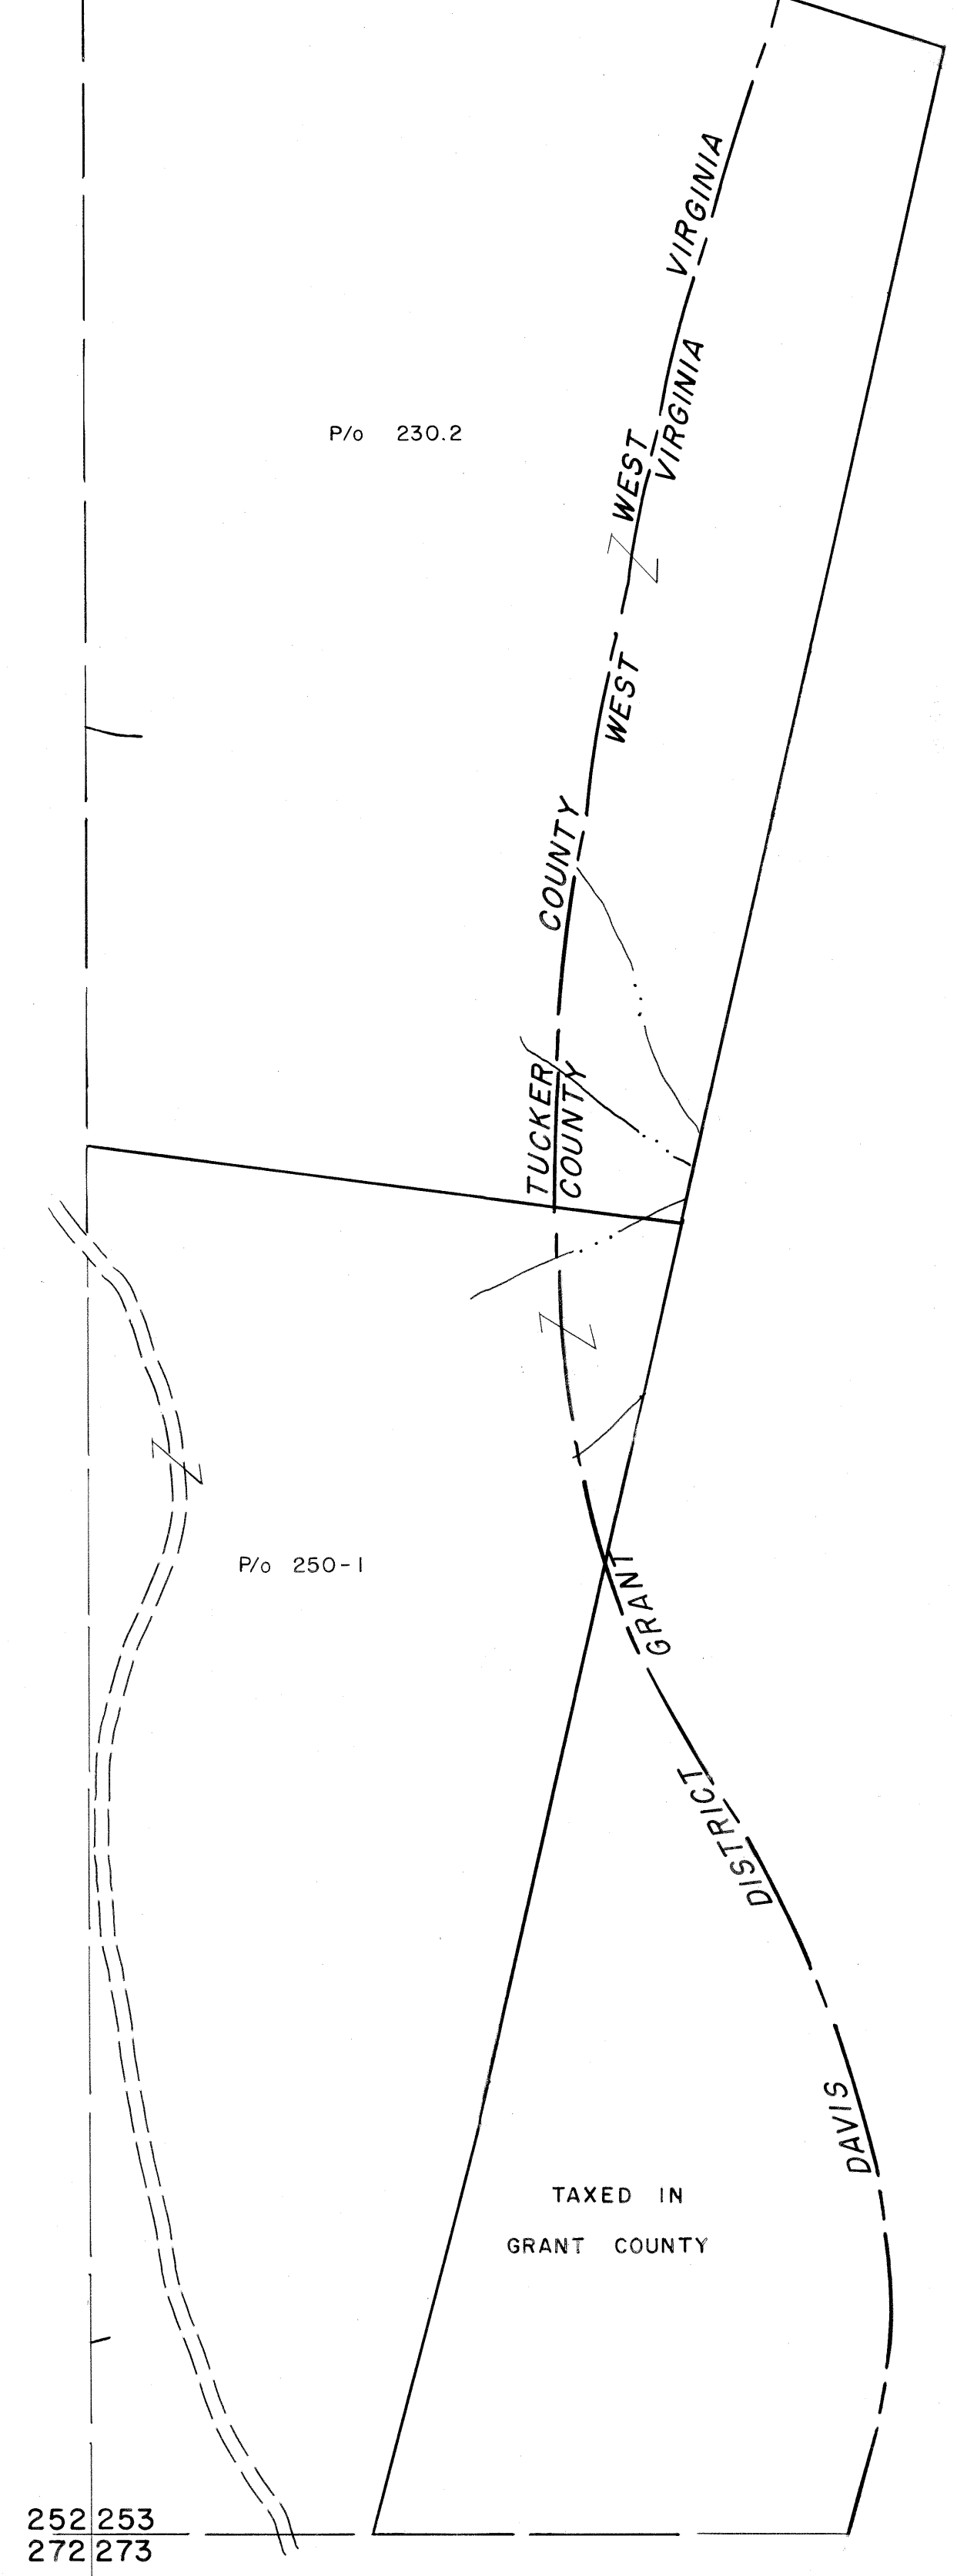 WEST VIRGINIA
WEST VIRGINIA
P/o 230.2
TUCKER COUNTY
GRANT COUNTY
P/o 250-1
DAVIS DISTRICT
TAXED IN
GRANT COUNTY
252 253
272 273